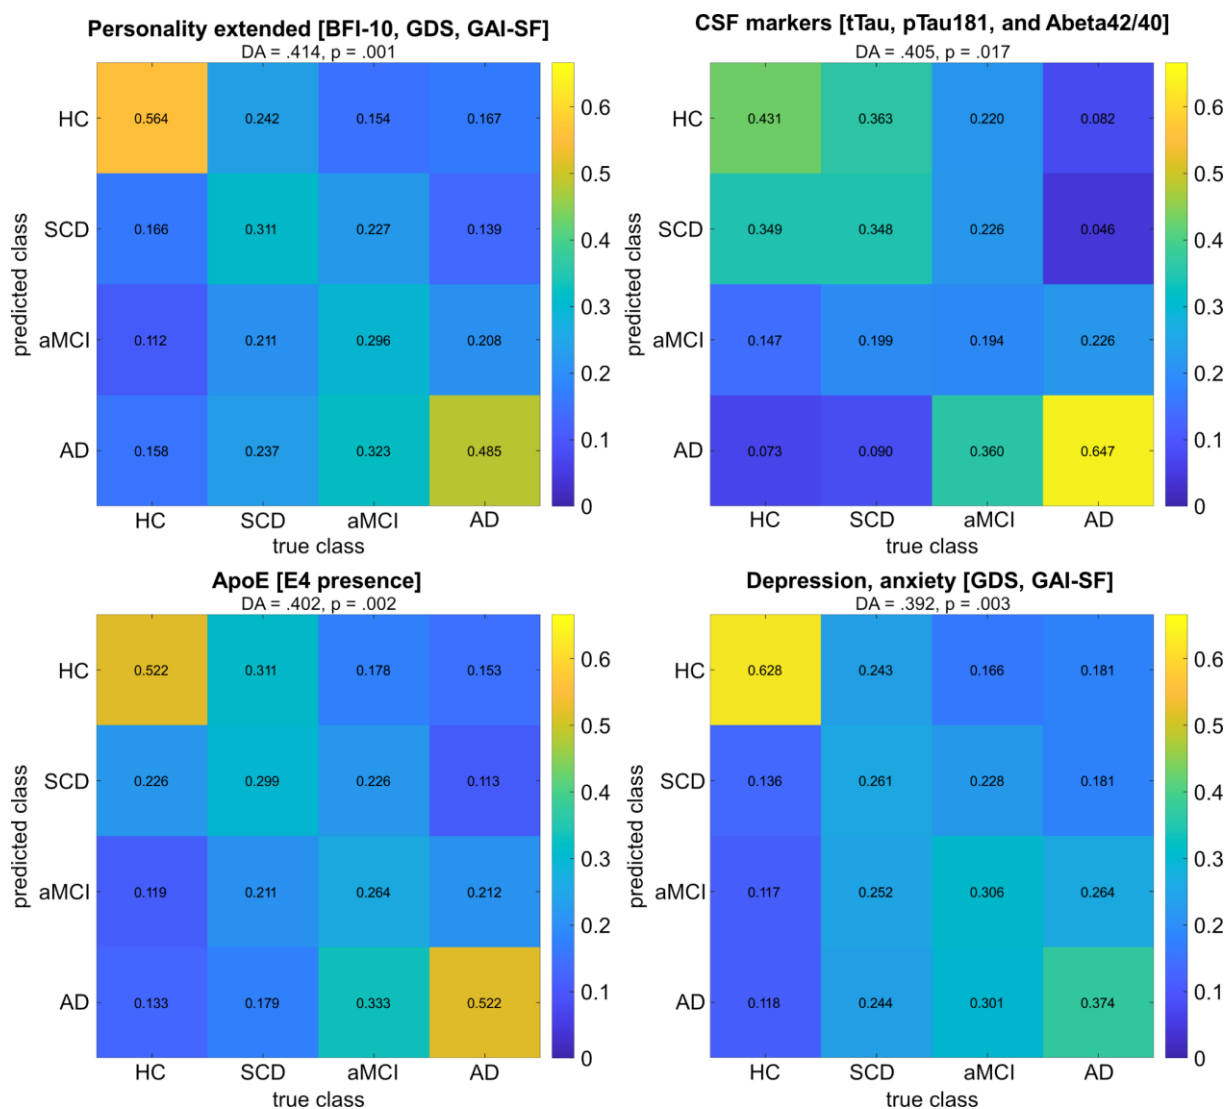 Personality extended [BFI-10, GDS, GAI-SF]
DA = .414, p = .001
predicted class
HC 0.564 0.242 0.154 0.167
SCD 0.166 0.311 0.227 0.139
aMCI 0.112 0.211 0.296 0.208
AD 0.158 0.237 0.323 0.485
HC SCD aMCI AD
true class
0.6
0.5
0.4
0.3
0.2
0.1
0
CSF markers [tTau, pTau181, and Abeta42/40]
DA = .405, p = .017
predicted class
HC 0.431 0.363 0.220 0.082
SCD 0.349 0.348 0.226 0.046
aMCI 0.147 0.199 0.194 0.226
AD 0.073 0.090 0.360 0.647
HC SCD aMCI AD
true class
0.6
0.5
0.4
0.3
0.2
0.1
0
ApoE [E4 presence]
DA = .402, p = .002
predicted class
HC 0.522 0.311 0.178 0.153
SCD 0.226 0.299 0.226 0.113
aMCI 0.119 0.211 0.264 0.212
AD 0.133 0.179 0.333 0.522
HC SCD aMCI AD
true class
0.6
0.5
0.4
0.3
0.2
0.1
0
Depression, anxiety [GDS, GAI-SF]
DA = .392, p = .003
predicted class
HC 0.628 0.243 0.166 0.181
SCD 0.136 0.261 0.228 0.181
aMCI 0.117 0.252 0.306 0.264
AD 0.118 0.244 0.301 0.374
HC SCD aMCI AD
true class
0.6
0.5
0.4
0.3
0.2
0.1
0